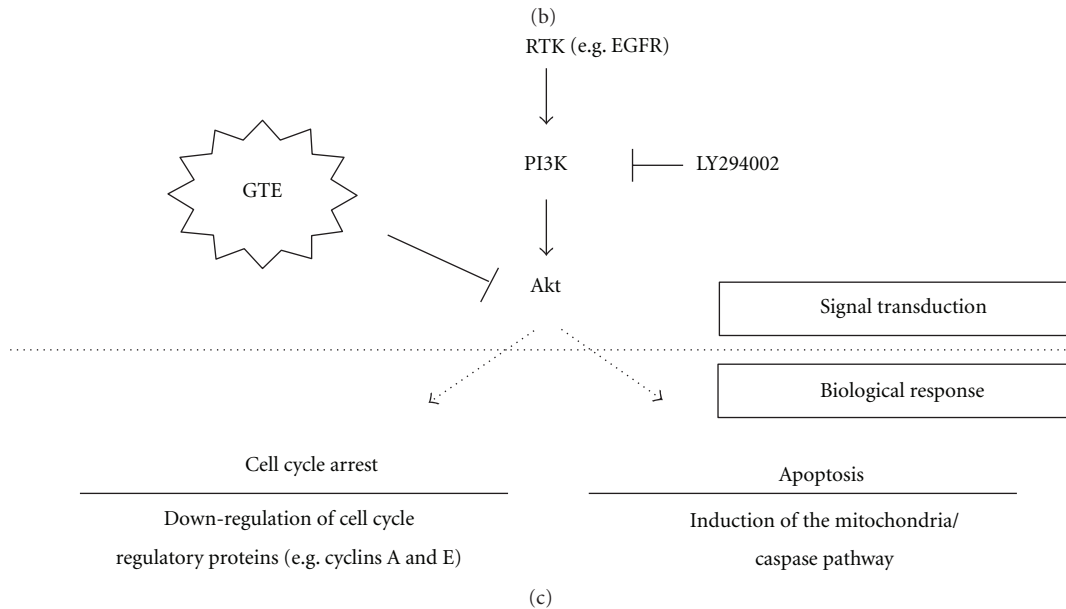 (b)
RTK (e.g. EGFR)
PI3K
LY294002
GTE
Akt
Signal transduction
Biological response
Cell cycle arrest
Down-regulation of cell cycle
regulatory proteins (e.g. cyclins A and E)
Apoptosis
Induction of the mitochondria/
caspase pathway
(c)